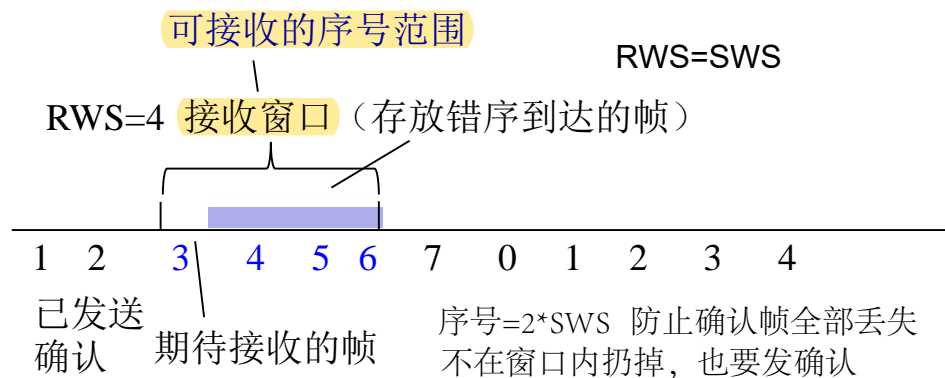 可接收的序号范围
RWS=SWS
RWS=4 接收窗口（存放错序到达的帧）
1 2 3 4 5 6 7 0 1 2 3 4
已发送
确认
期待接收的帧
序号=2*SWS 防止确认帧全部丢失
不在窗口内扔掉，也要发确认